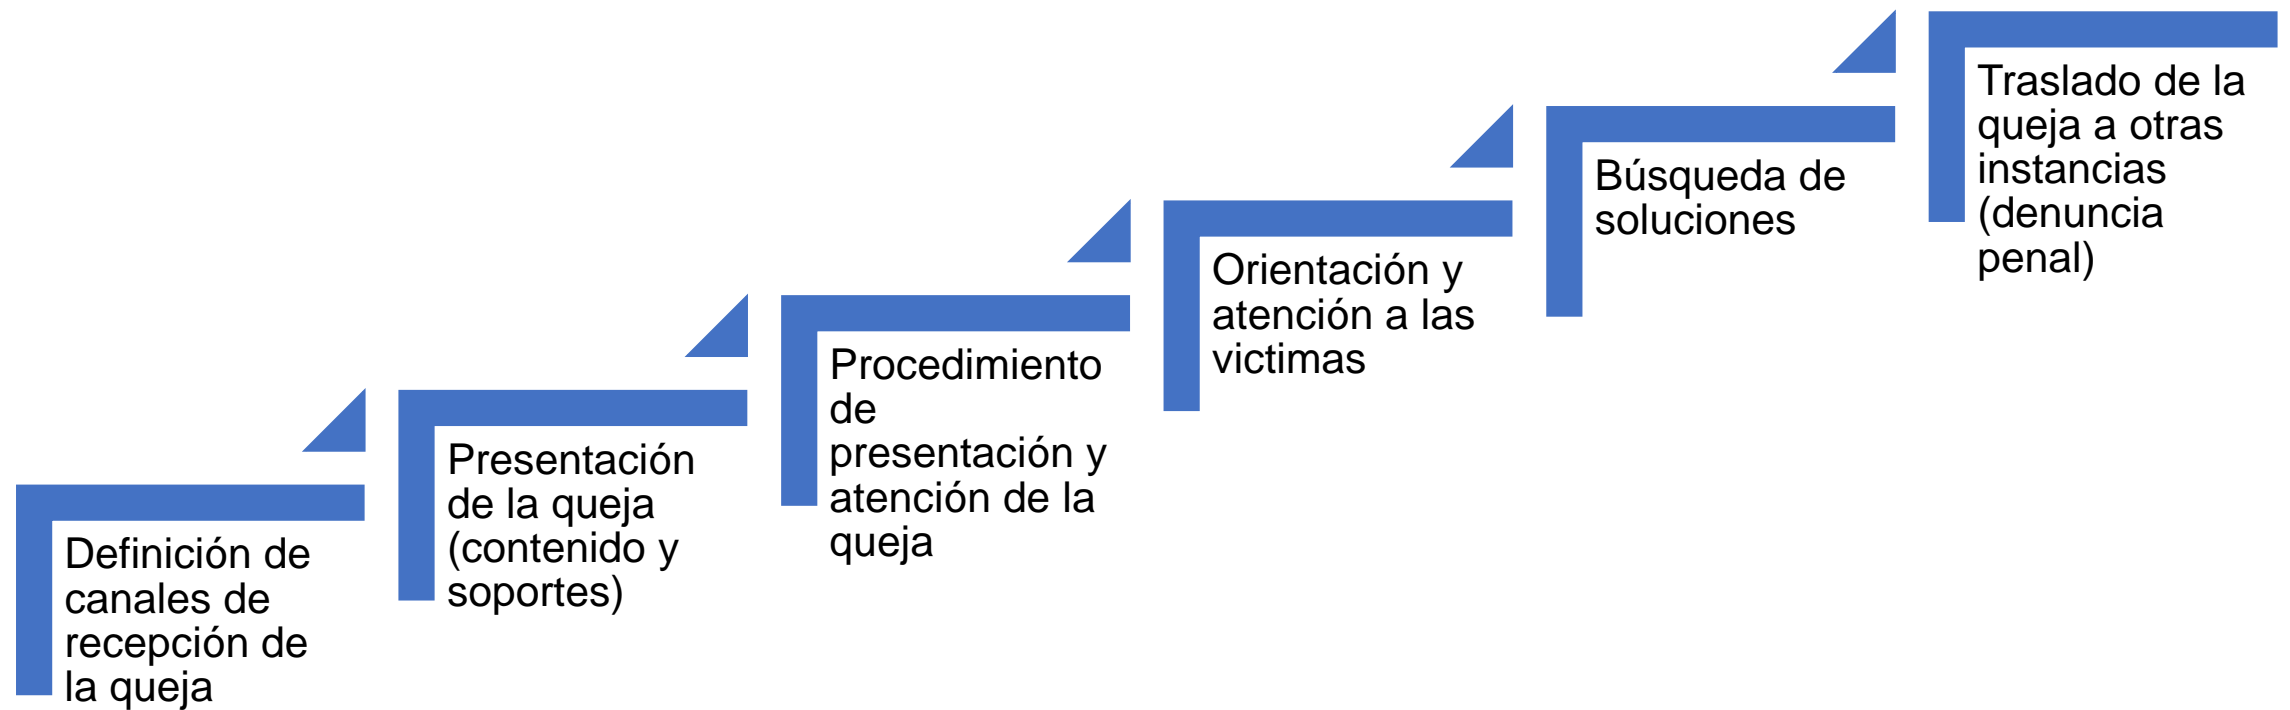 Definición de
canales de
recepción de
la queja
Presentación
de la queja
(contenido y
soportes)
Procedimiento
de
presentación y
atención de la
queja
Orientación y
atención a las
victimas
Búsqueda de
soluciones
Traslado de la
queja a otras
instancias
(denuncia
penal)